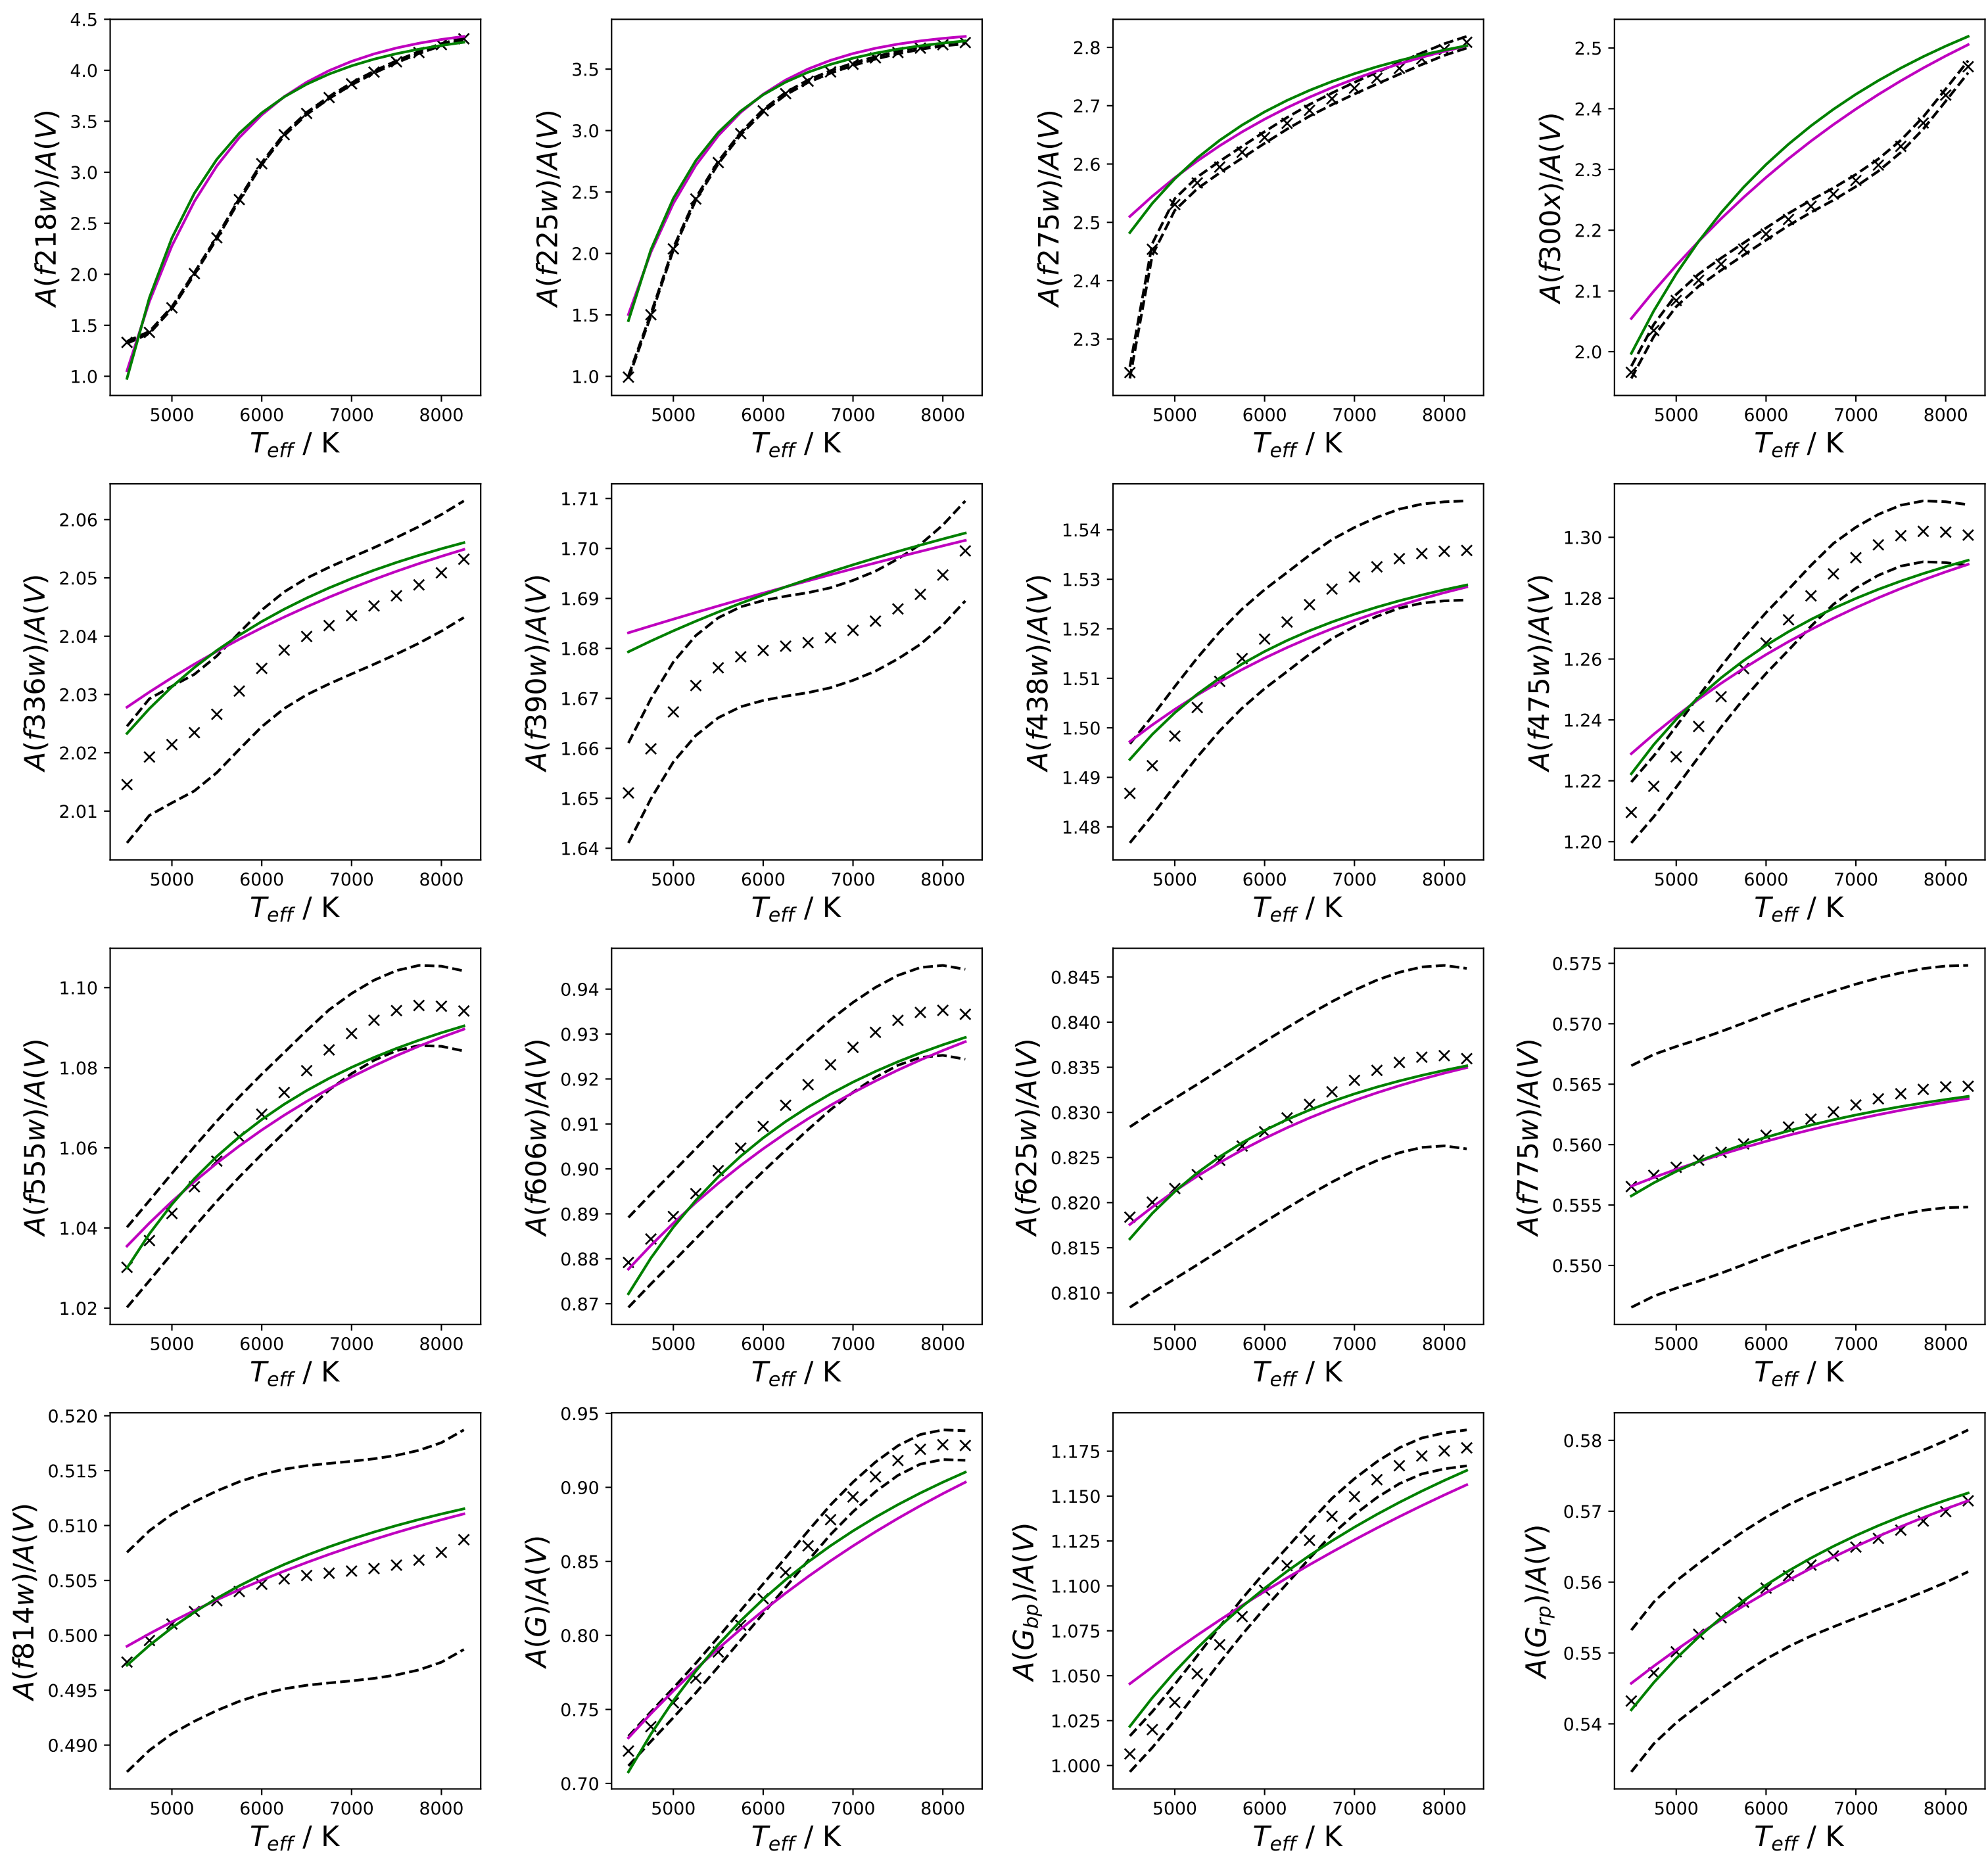 4.5
4.0
3.5
3.0
2.5
2.0
1.5
1.0
A(f218w)/A(V)
5000 6000 7000 8000
T_eff / K
3.5
3.0
2.5
2.0
1.5
1.0
A(f225w)/A(V)
5000 6000 7000 8000
T_eff / K
2.8
2.7
2.6
2.5
2.4
2.3
A(f275w)/A(V)
5000 6000 7000 8000
T_eff / K
2.5
2.4
2.3
2.2
2.1
2.0
A(f300x)/A(V)
5000 6000 7000 8000
T_eff / K
2.06
2.05
2.04
2.03
2.02
2.01
A(f336w)/A(V)
5000 6000 7000 8000
T_eff / K
1.71
1.70
1.69
1.68
1.67
1.66
1.65
1.64
A(f390w)/A(V)
5000 6000 7000 8000
T_eff / K
1.54
1.53
1.52
1.51
1.50
1.49
1.48
A(f438w)/A(V)
5000 6000 7000 8000
T_eff / K
1.30
1.28
1.26
1.24
1.22
1.20
A(f475w)/A(V)
5000 6000 7000 8000
T_eff / K
1.10
1.08
1.06
1.04
1.02
A(f555w)/A(V)
5000 6000 7000 8000
T_eff / K
0.94
0.93
0.92
0.91
0.90
0.89
0.88
0.87
A(f606w)/A(V)
5000 6000 7000 8000
T_eff / K
0.845
0.840
0.835
0.830
0.825
0.820
0.815
0.810
A(f625w)/A(V)
5000 6000 7000 8000
T_eff / K
0.575
0.570
0.565
0.560
0.555
0.550
A(f775w)/A(V)
5000 6000 7000 8000
T_eff / K
0.520
0.515
0.510
0.505
0.500
0.495
0.490
A(f814w)/A(V)
5000 6000 7000 8000
T_eff / K
0.95
0.90
0.85
0.80
0.75
0.70
A(G)/A(V)
5000 6000 7000 8000
T_eff / K
1.175
1.150
1.125
1.100
1.075
1.050
1.025
1.000
A(G_bp)/A(V)
5000 6000 7000 8000
T_eff / K
0.58
0.57
0.56
0.55
0.54
A(G_rp)/A(V)
5000 6000 7000 8000
T_eff / K